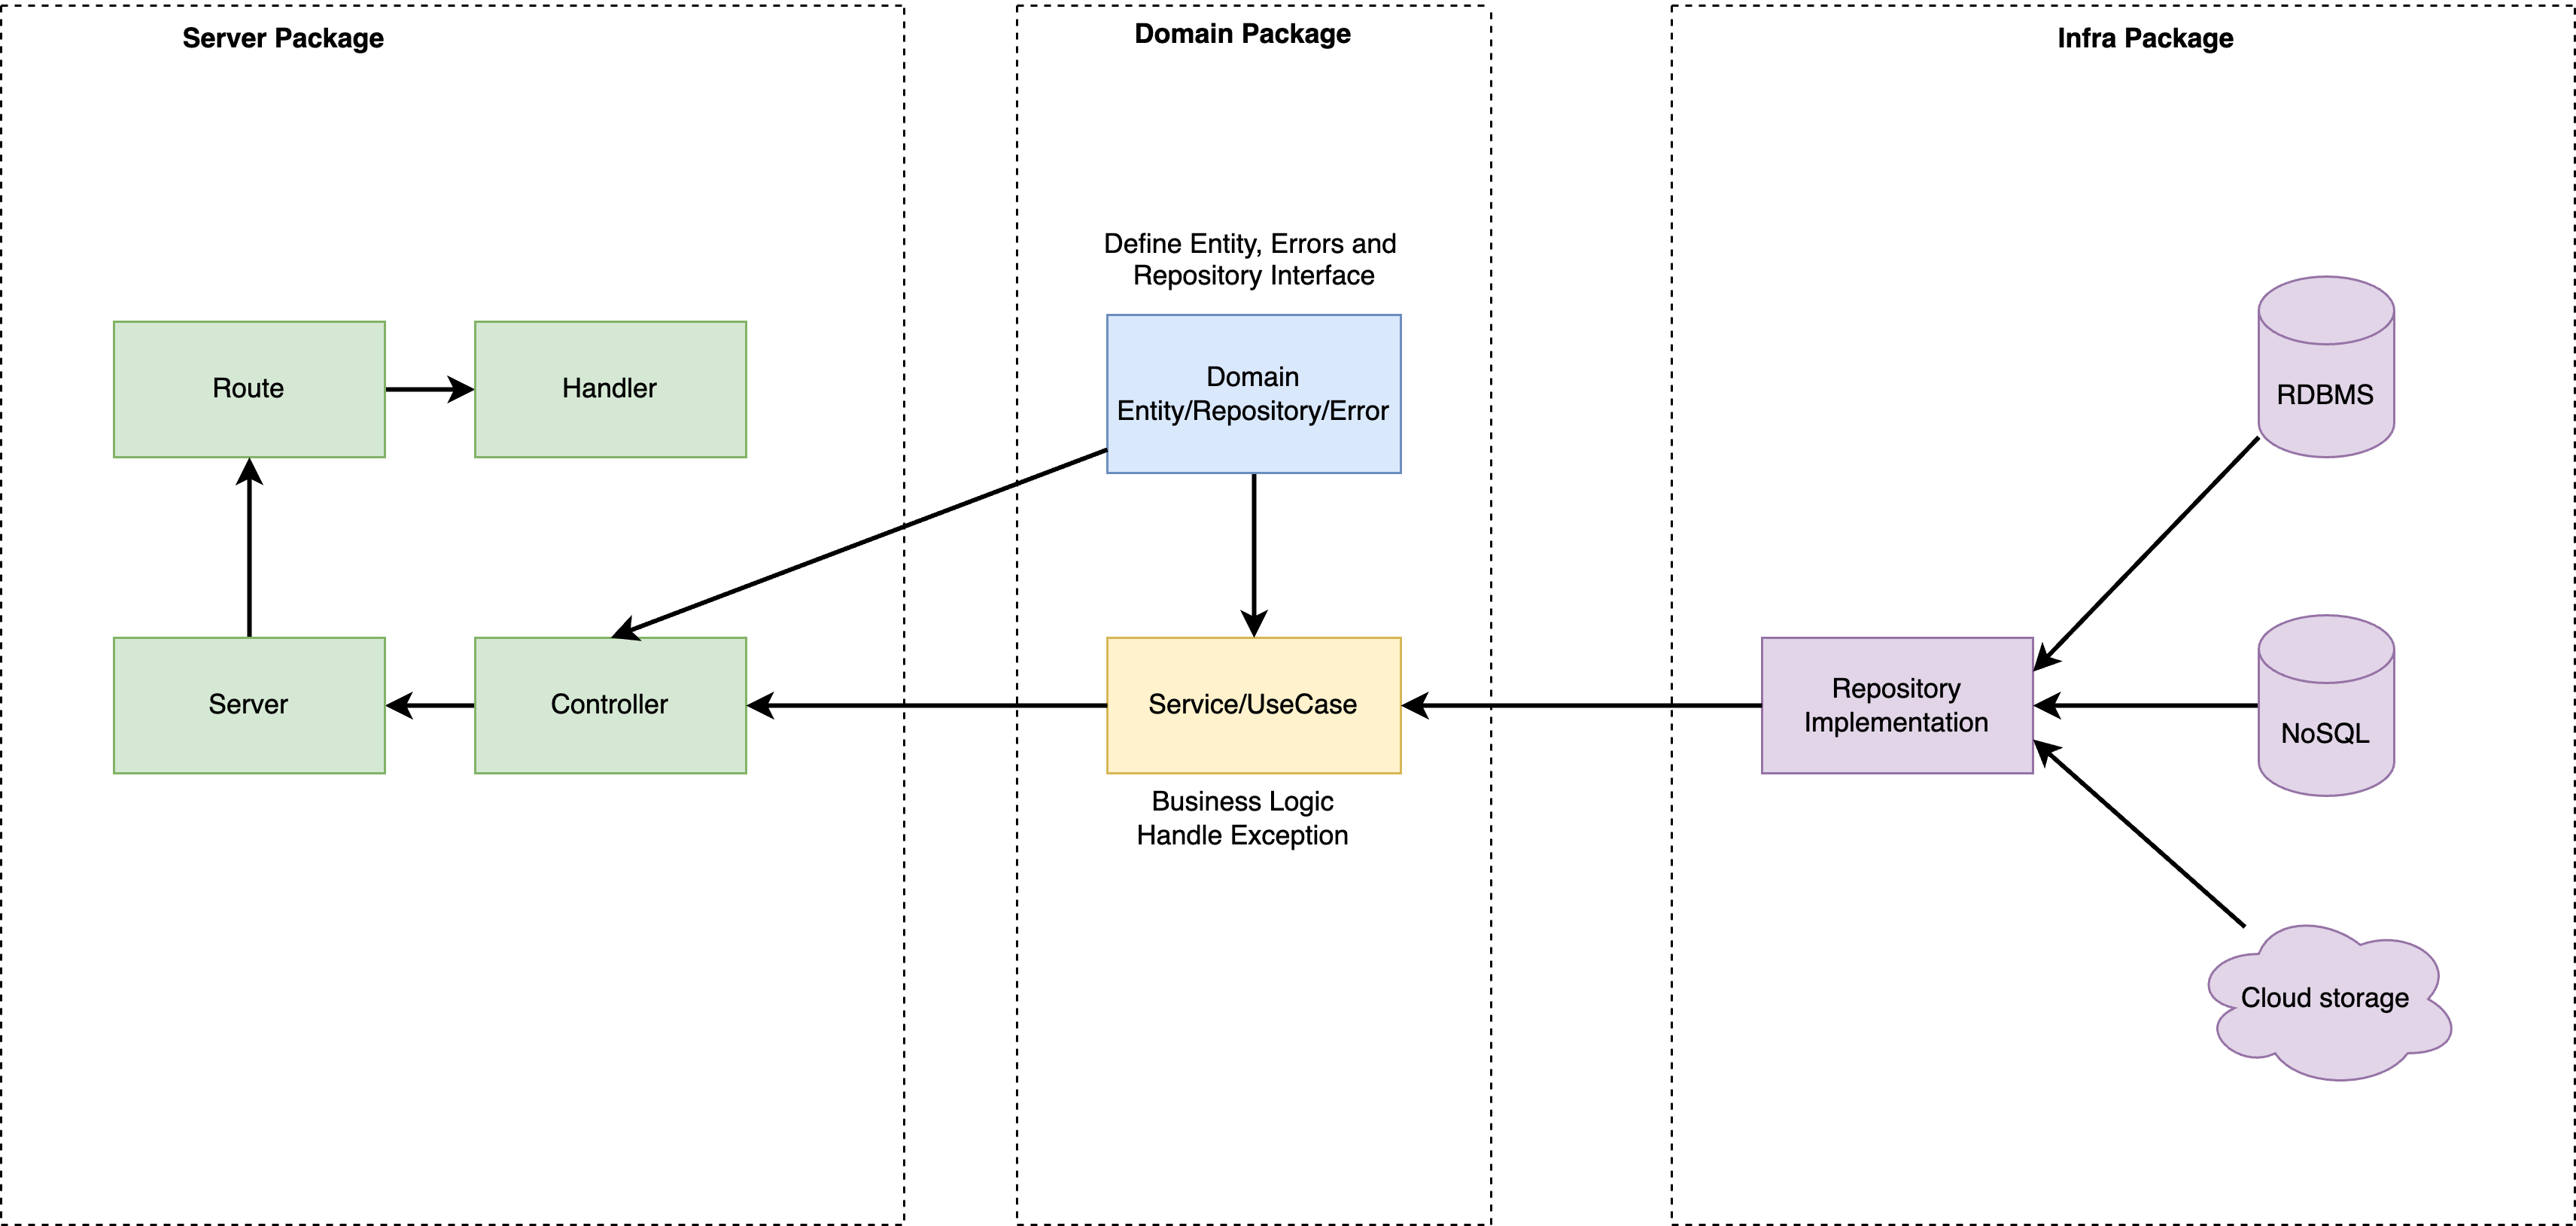 Server Package
Domain Package
Infra Package
Define Entity, Errors and
Repository Interface
Route
Handler
Domain
Entity/Repository/Error
RDBMS
Server
Controller
Service/UseCase
Repository
Implementation
NoSQL
Business Logic
Handle Exception
Cloud storage